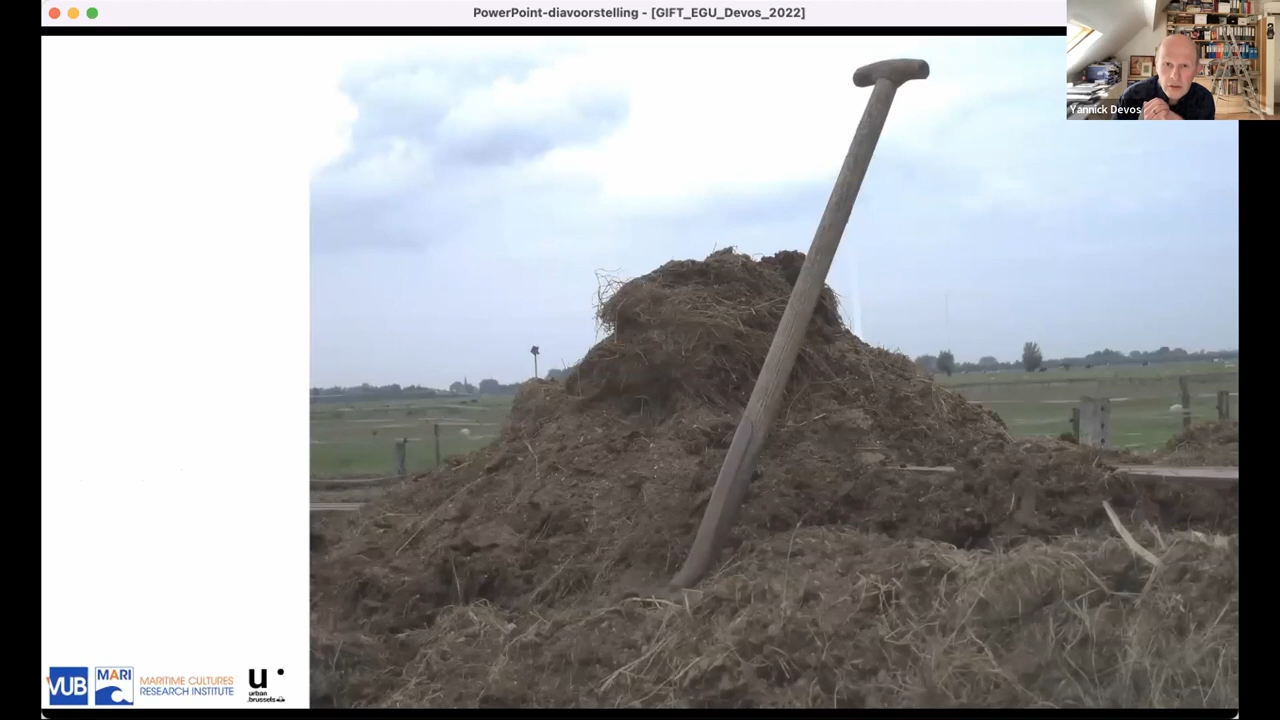 PowerPoint-diavoorstelling - [GIFT_EGU_Devos_2022]
Yannick Devos
VUB
MARI
MARITIME CULTURES
RESEARCH INSTITUTE
u
urban
.brussels